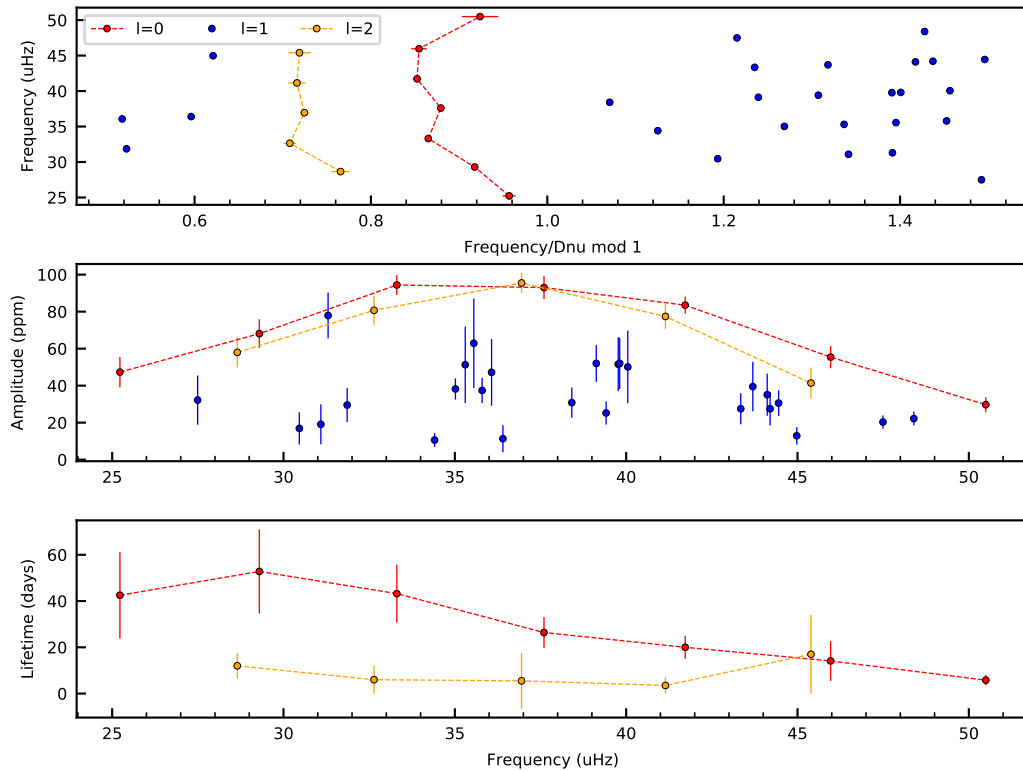 50
45
40
35
30
25
Frequency (uHz)
l=0 l=1 l=2
0.6 0.8 1.0 1.2 1.4
Frequency/Dnu mod 1
100
80
60
40
20
0
Amplitude (ppm)
25 30 35 40 45 50
60
40
20
0
Lifetime (days)
25 30 35 40 45 50
Frequency (uHz)